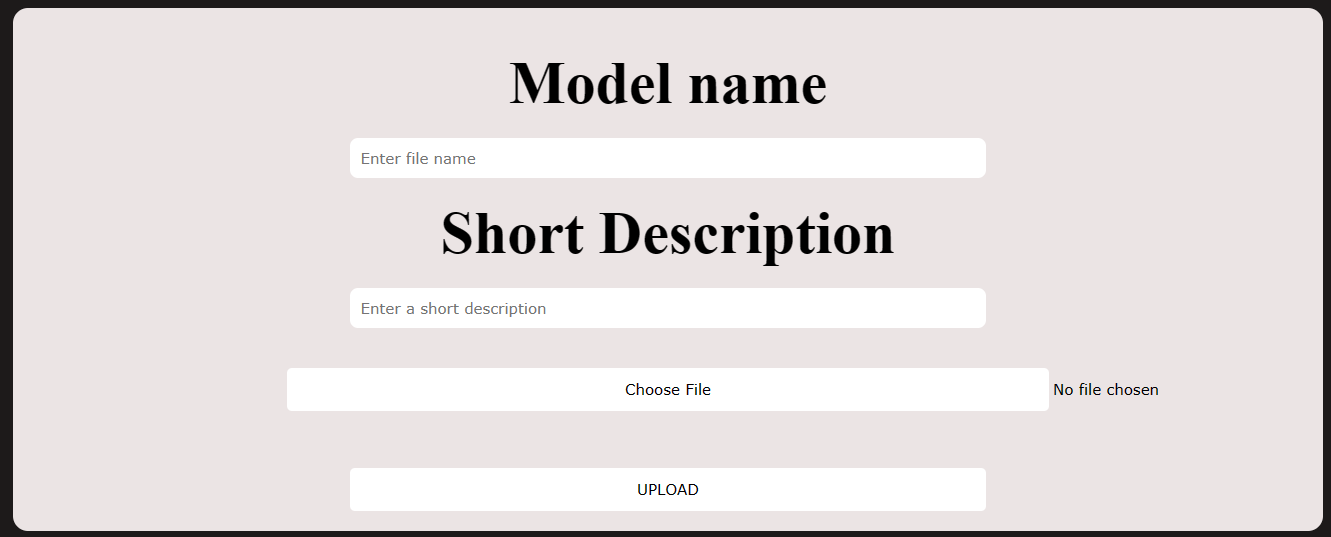 Model name
Enter file name
Short Description
Enter a short description
Choose File No file chosen
UPLOAD